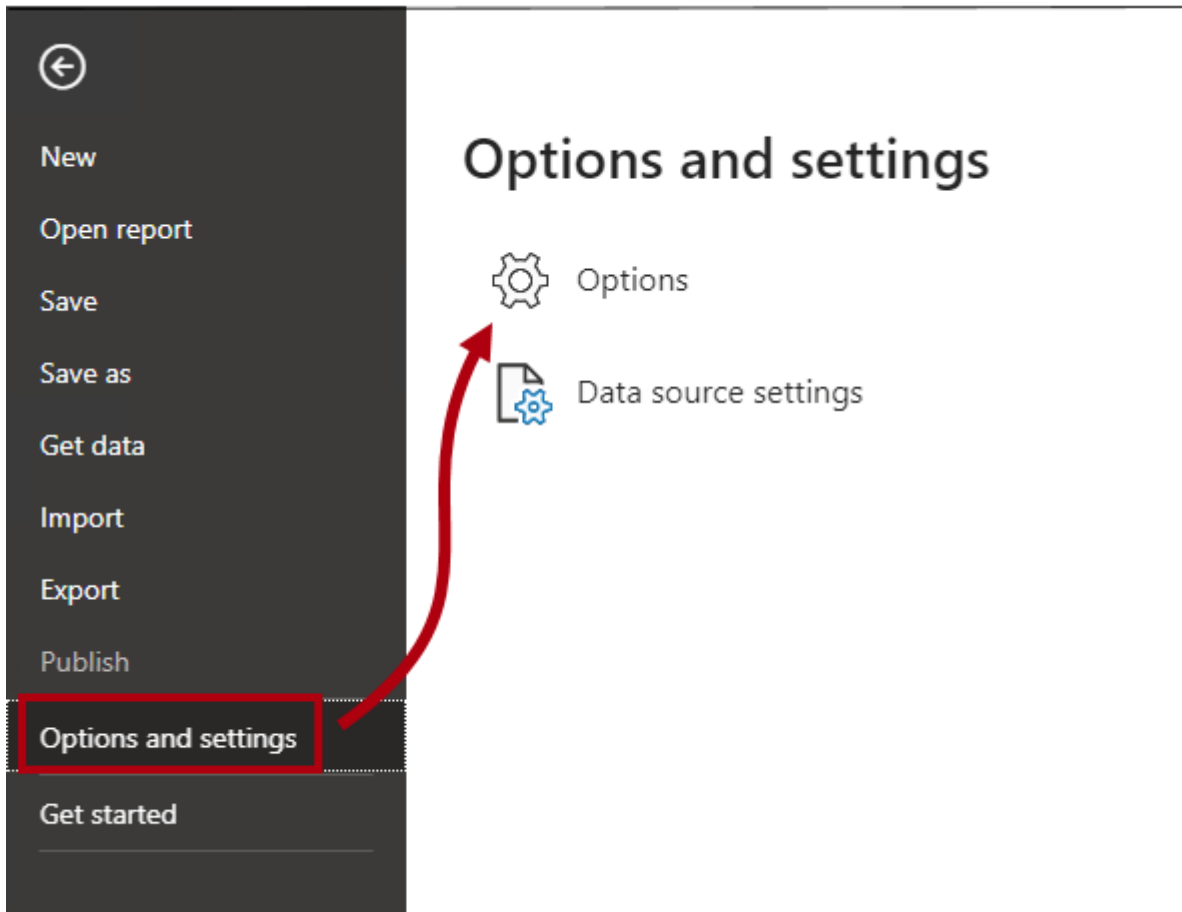 New
Open report
Save
Save as
Get data
Import
Export
Publish
Options and settings
Get started
Options and settings
Options
Data source settings